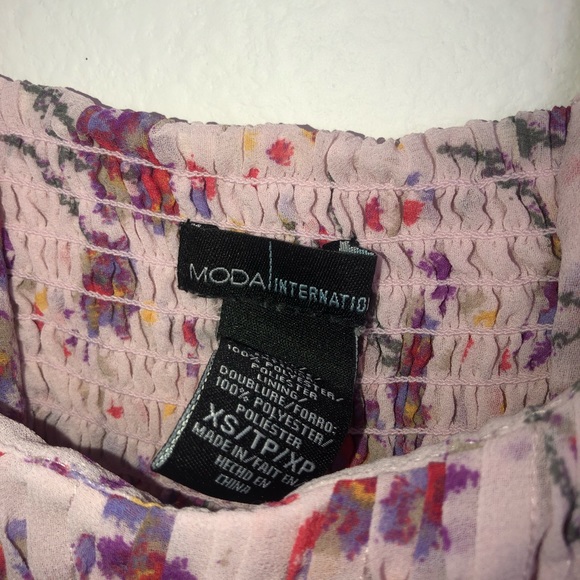 MODA INTERNATIO
100% POLYESTER/
POLIESTER
LINING/
DOUBLURE/FORRO:
100% POLYESTER/
POLIESTER
XS/TP/XP
MADE IN/FAIT EN/
HECHO EN
CHINA